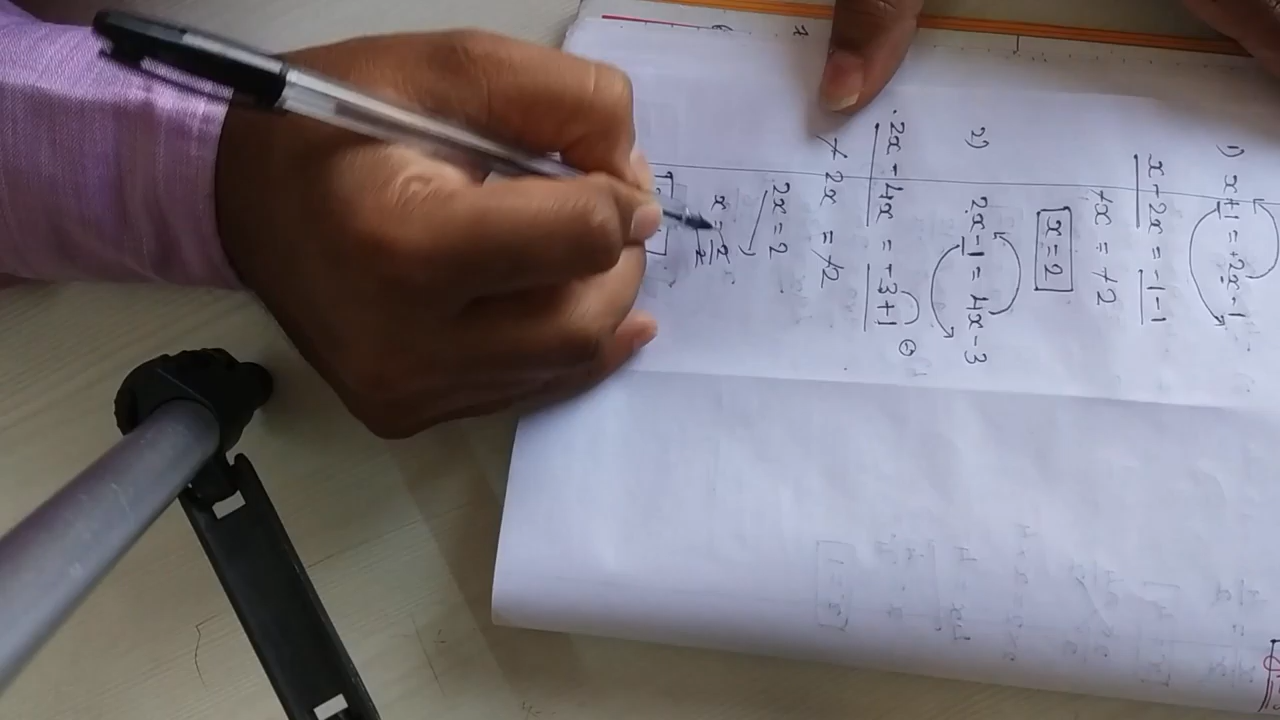 1) x+1 = +2x-1
x-2x = -1-1
+x = +2
x = 2
2) 2x-1 = 4x-3
2x-4x = -3+1
+2x = +2
2x = 2
x = 2/2